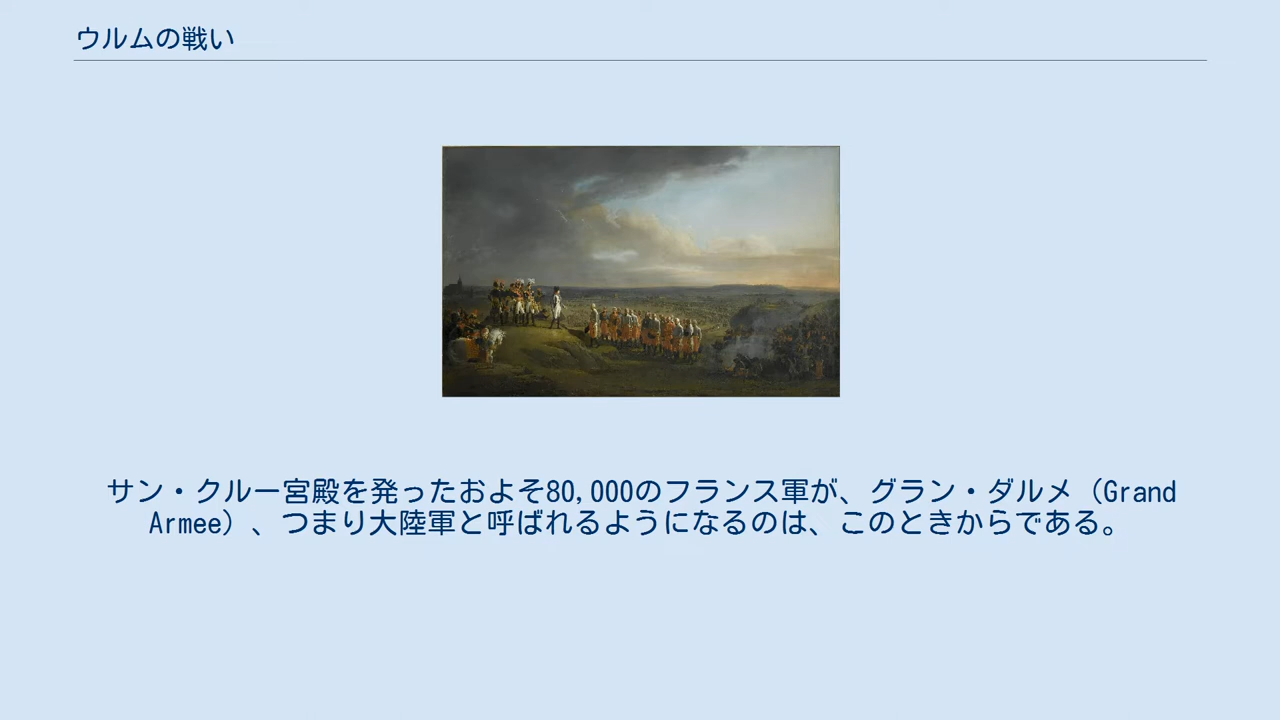 ウルムの戦い
サン・クルー宮殿を発ったおよそ80,000のフランス軍が、グラン・ダルメ（Grand
Armee）、つまり大陸軍と呼ばれるようになるのは、このときからである。